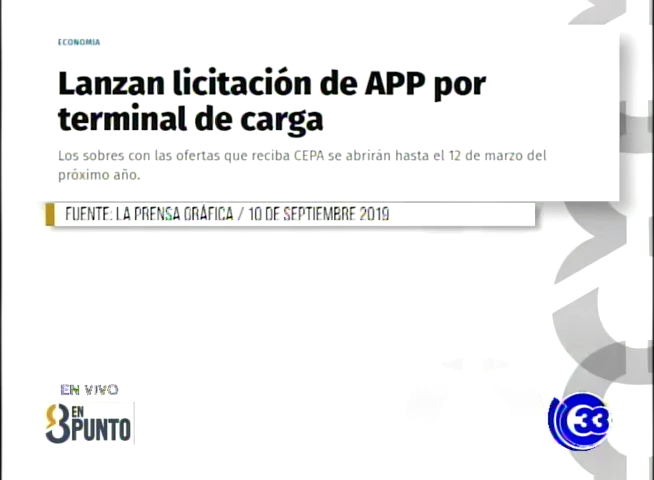 ECONOMIA
Lanzan licitación de APP por
terminal de carga
Los sobres con las ofertas que reciba CEPA se abrirán hasta el 12 de marzo del
próximo año.
FUENTE: LA PRENSA GRÁFICA / 10 DE SEPTIEMBRE 2019
EN VIVO
8 EN PUNTO
33